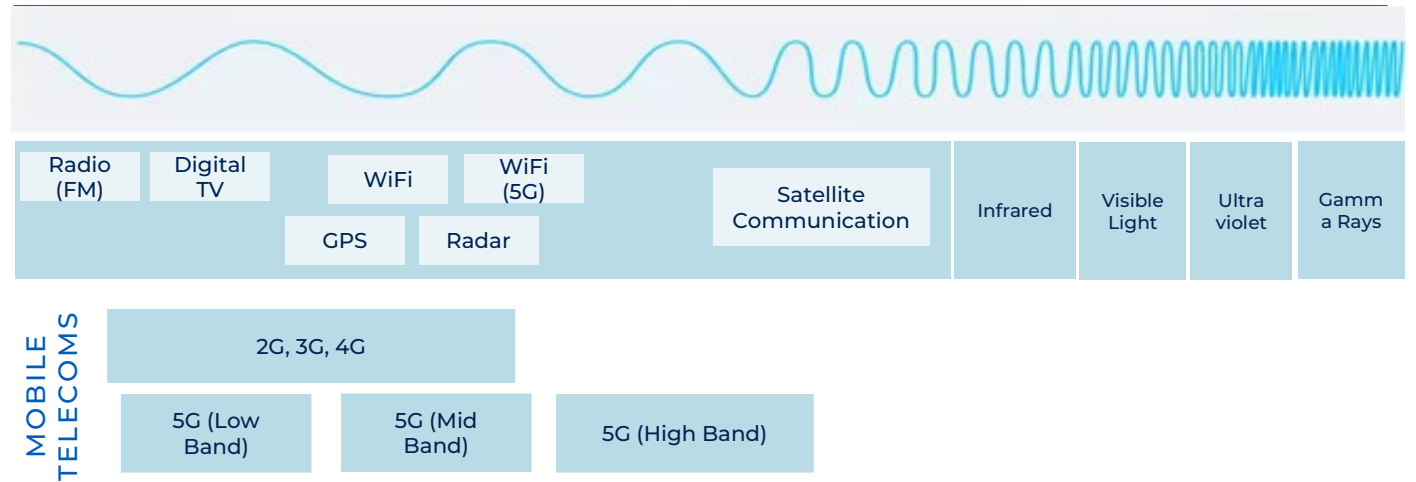 Radio
(FM)
Digital
TV
WiFi
WiFi
(5G)
GPS
Radar
Satellite
Communication
Infrared
Visible
Light
Ultra
violet
Gamm
a Rays
MOBILE
TELECOMS
2G, 3G, 4G
5G (Low
Band)
5G (Mid
Band)
5G (High Band)